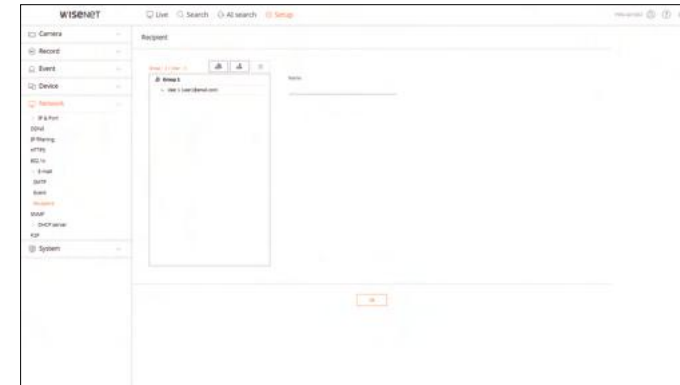 WISENET
Live Search AI search Setup
Camera
Record
Event
Device
Network
IP & Port
DDNS
IP filtering
HTTPS
802.1x
E-mail
SMTP
Event
Recipient
SNMP
DHCP server
P2P
System
Recipient
Group 1
Name
OK